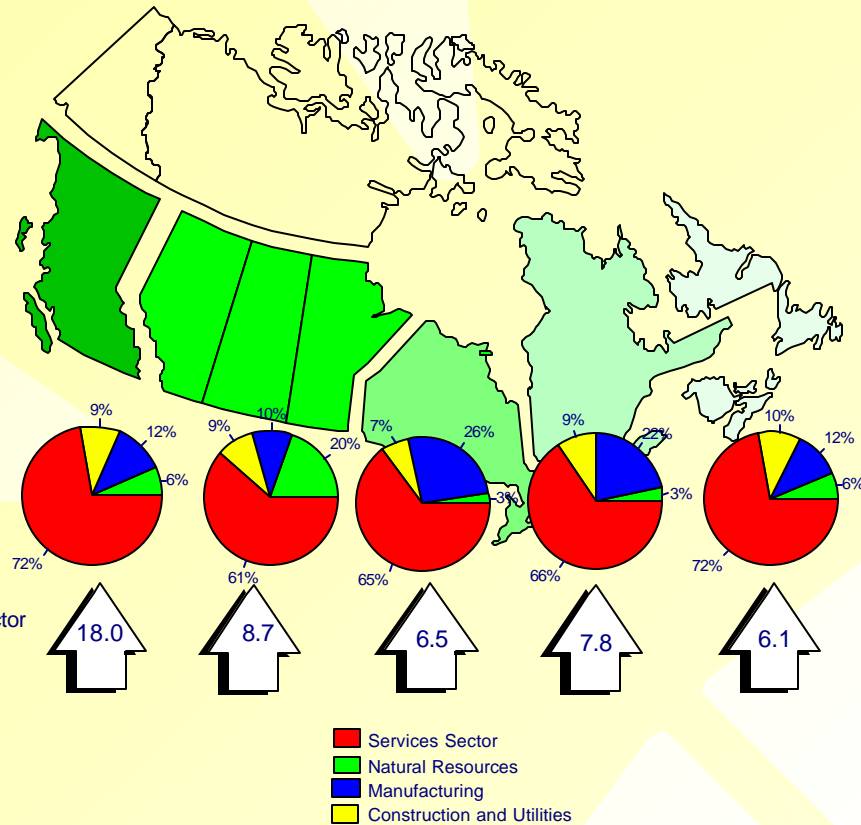 9% 12% 6% 72%
9% 10% 20% 61%
7% 26% 3% 65%
9% 22% 3% 66%
10% 12% 6% 72%
18.0 8.7 6.5 7.8 6.1
Services Sector
Natural Resources
Manufacturing
Construction and Utilities